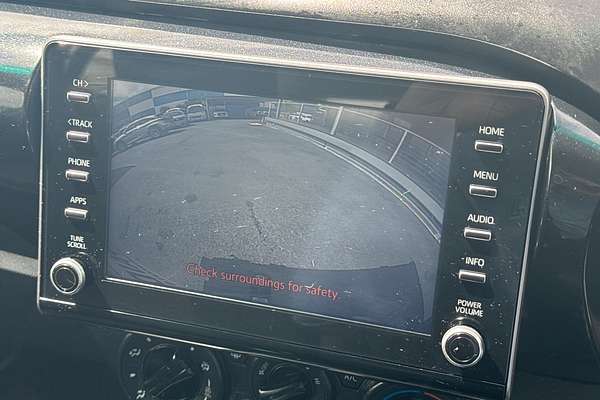 CH>
<TRACK
PHONE
APPS
TUNE
SCROLL
HOME
MENU
AUDIO
INFO
POWER
VOLUME
Check surroundings for safety.
A/C